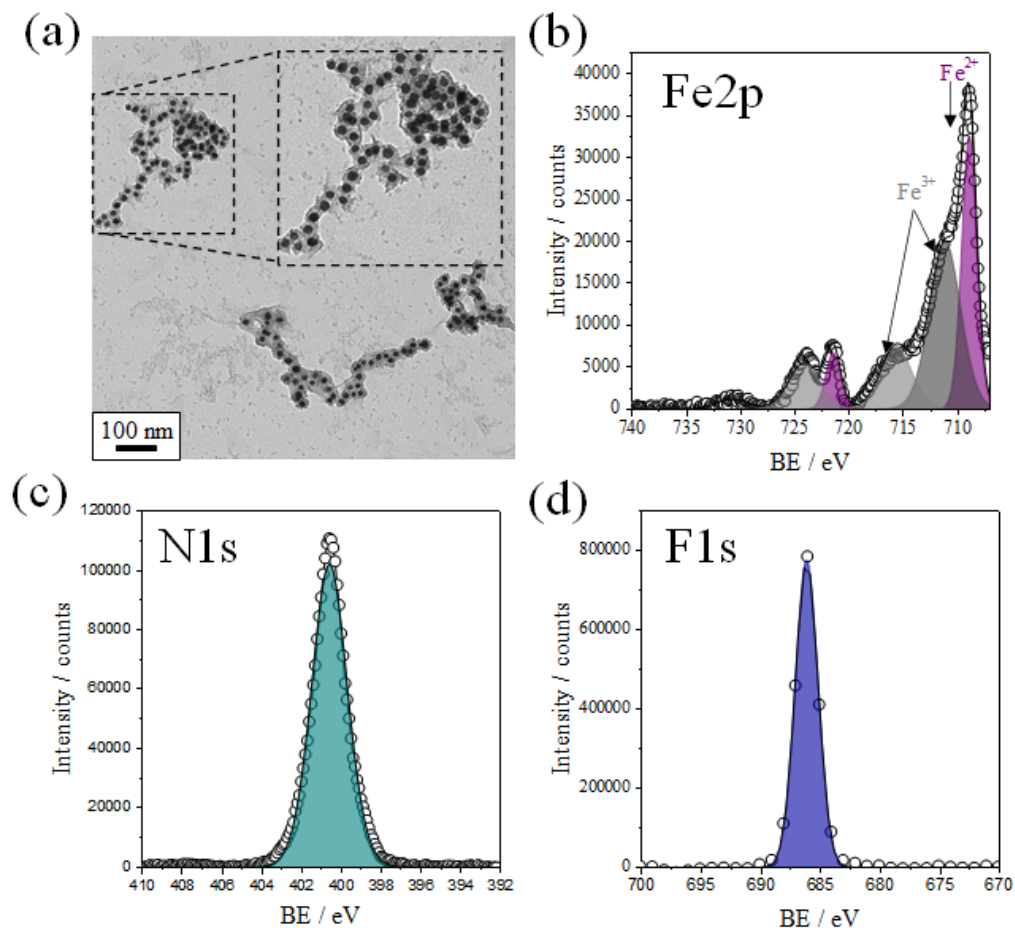 (a)
100 nm
(b)
Fe2p
Fe²⁺
Fe³⁺
40000
35000
30000
25000
20000
15000
10000
5000
0
740 735 730 725 720 715 710
Intensity / counts
BE / eV
(c)
N1s
120000
100000
80000
60000
40000
20000
0
410 408 406 404 402 400 398 396 394 392
Intensity / counts
BE / eV
(d)
F1s
800000
600000
400000
200000
0
700 695 690 685 680 675 670
Intensity / counts
BE / eV